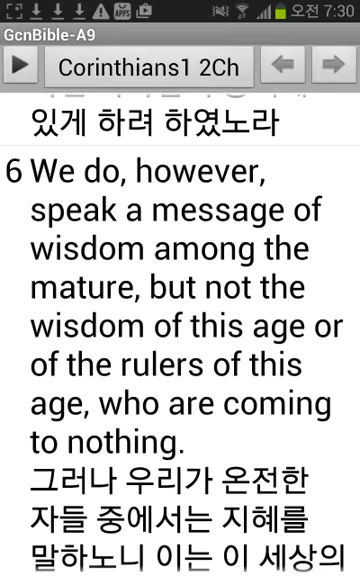 APPS
오전 7:30
GcnBible-A9
Corinthians1 2Ch
있게 하려 하였노라
6 We do, however,
speak a message of
wisdom among the
mature, but not the
wisdom of this age or
of the rulers of this
age, who are coming
to nothing.
그러나 우리가 온전한
자들 중에서는 지혜를
말하노니 이는 이 세상의